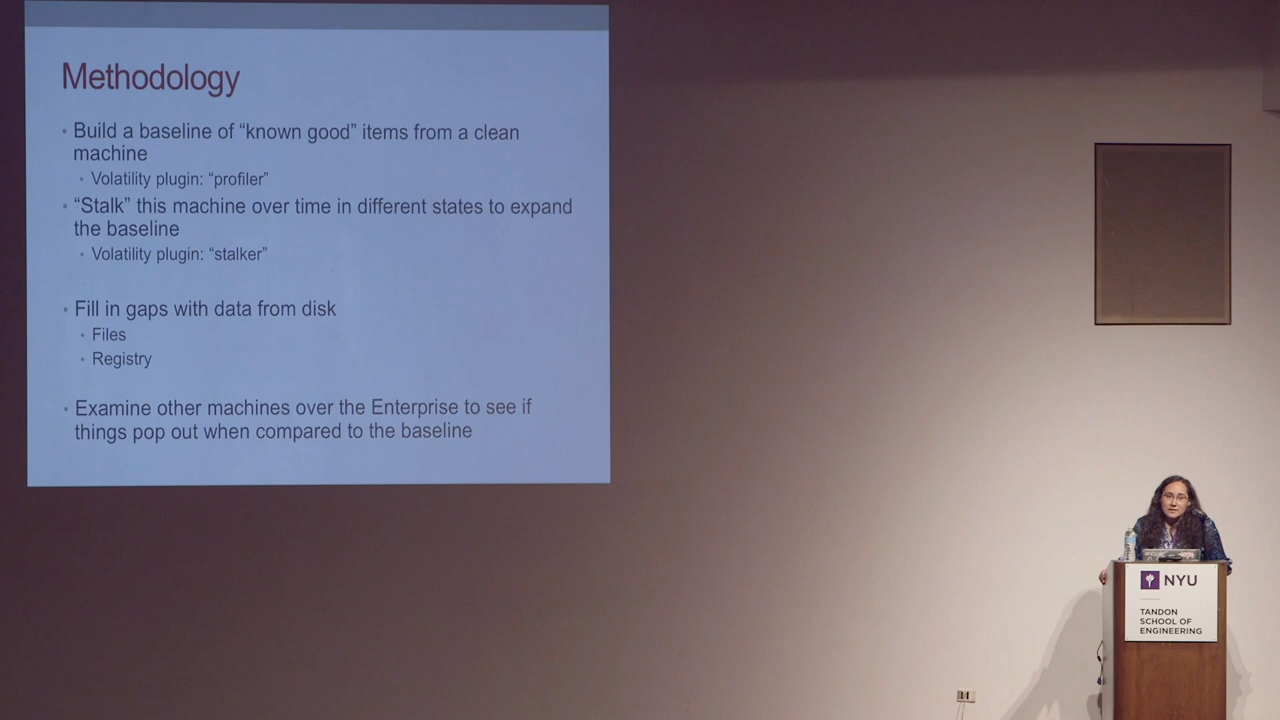 Methodology
• Build a baseline of “known good” items from a clean
machine
• Volatility plugin: “profiler”
• “Stalk” this machine over time in different states to expand
the baseline
• Volatility plugin: “stalker”
• Fill in gaps with data from disk
• Files
• Registry
• Examine other machines over the Enterprise to see if
things pop out when compared to the baseline
NYU
TANDON
SCHOOL OF
ENGINEERING